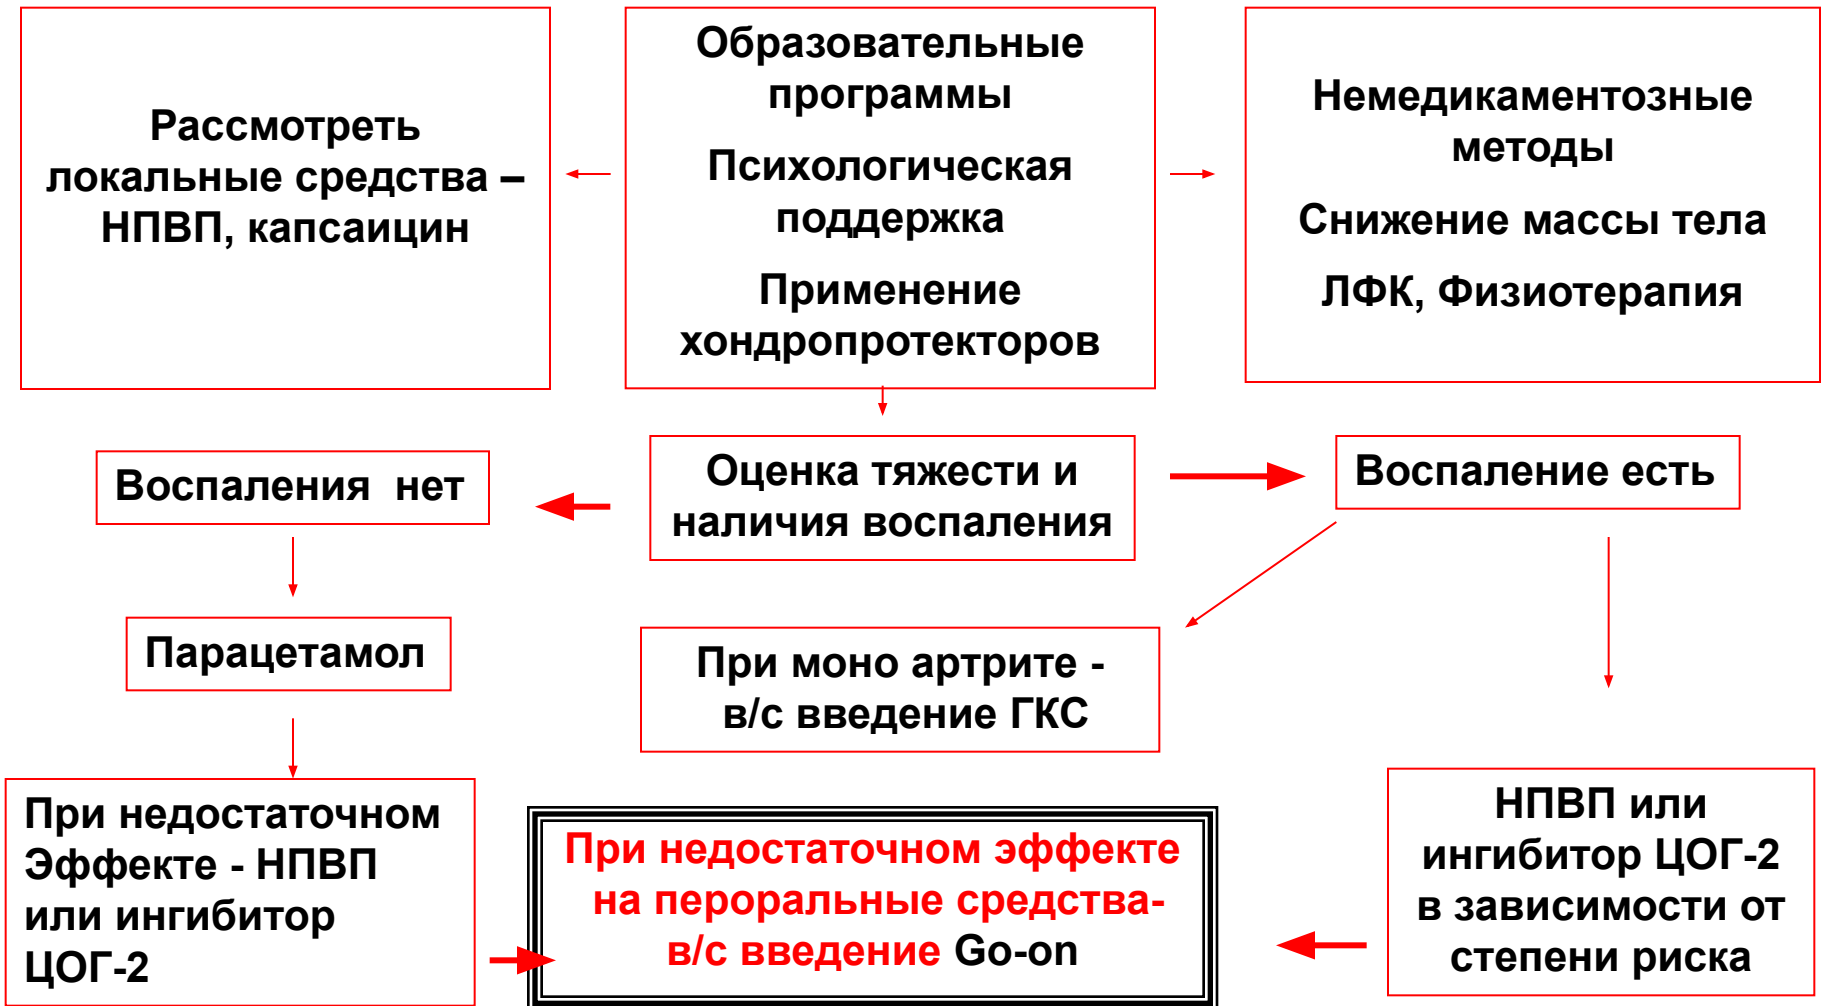 Рассмотреть
локальные средства –
НПВП, капсаицин
Образовательные
программы
Психологическая
поддержка
Применение
хондропротекторов
Немедикаментозные
методы
Снижение массы тела
ЛФК, Физиотерапия
Воспаления нет
Оценка тяжести и
наличия воспаления
Воспаление есть
Парацетамол
При моно артрите -
в/с введение ГКС
При недостаточном
Эффекте - НПВП
или ингибитор
ЦОГ-2
При недостаточном эффекте
на пероральные средства-
в/с введение Go-on
НПВП или
ингибитор ЦОГ-2
в зависимости от
степени риска